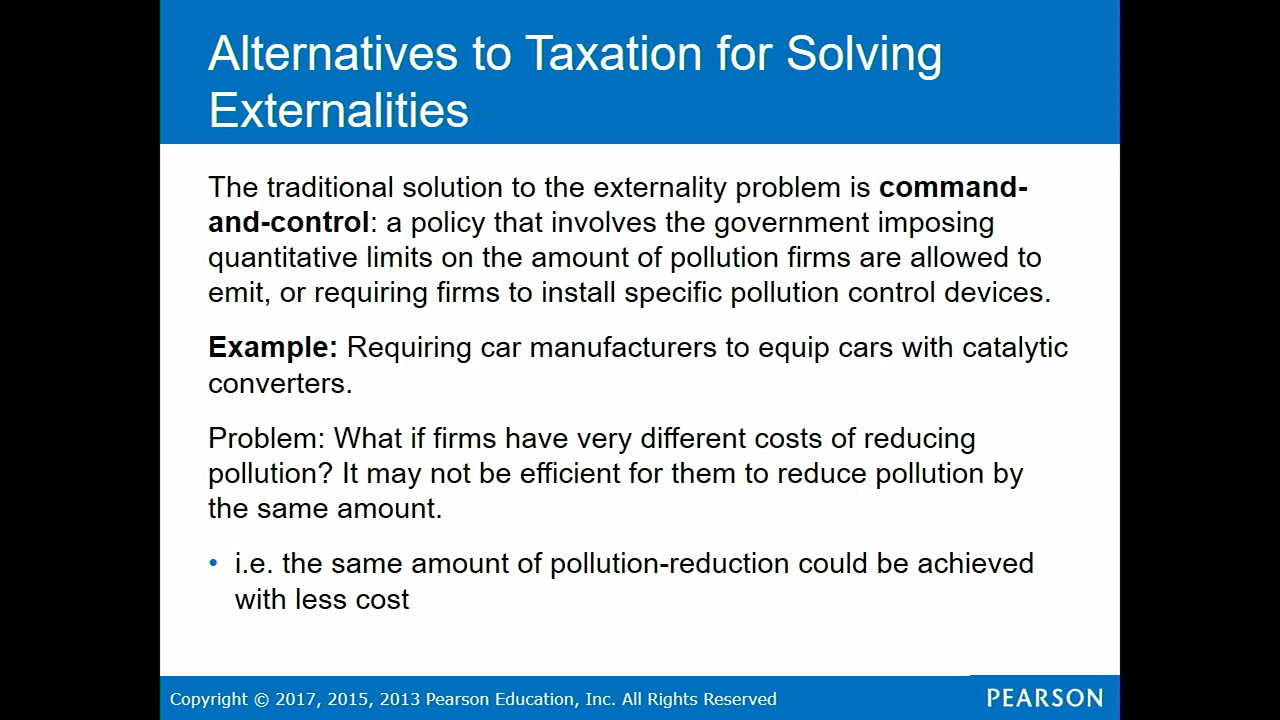 Alternatives to Taxation for Solving
Externalities
The traditional solution to the externality problem is command-
and-control: a policy that involves the government imposing
quantitative limits on the amount of pollution firms are allowed to
emit, or requiring firms to install specific pollution control devices.
Example: Requiring car manufacturers to equip cars with catalytic
converters.
Problem: What if firms have very different costs of reducing
pollution? It may not be efficient for them to reduce pollution by
the same amount.
• i.e. the same amount of pollution-reduction could be achieved
with less cost
Copyright © 2017, 2015, 2013 Pearson Education, Inc. All Rights Reserved
PEARSON